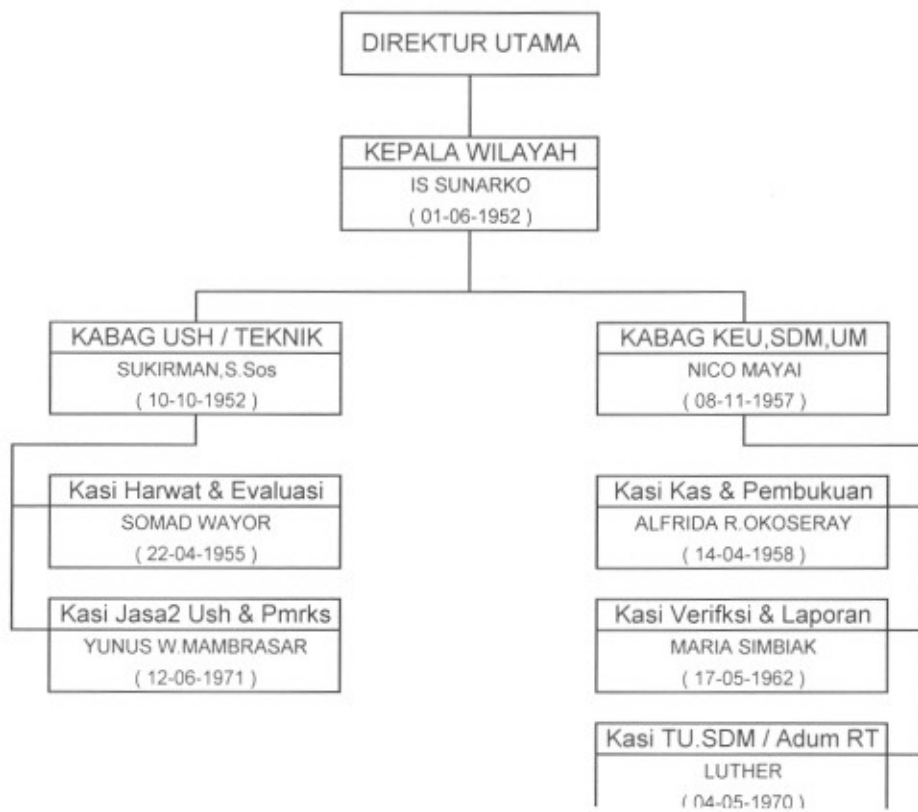 DIREKTUR UTAMA
KEPALA WILAYAH
IS SUNARKO
( 01-06-1952 )
KABAG USH / TEKNIK
SUKIRMAN,S.Sos
( 10-10-1952 )
KABAG KEU,SDM,UM
NICO MAYAI
( 08-11-1957 )
Kasi Harwat & Evaluasi
SOMAD WAYOR
( 22-04-1955 )
Kasi Jasa2 Ush & Pmrks
YUNUS W.MAMBRASAR
( 12-06-1971 )
Kasi Kas & Pembukuan
ALFRIDA R.OKOSERAY
( 14-04-1958 )
Kasi Verifksi & Laporan
MARIA SIMBIAK
( 17-05-1962 )
Kasi TU.SDM / Adum RT
LUTHER
( 04-05-1970 )